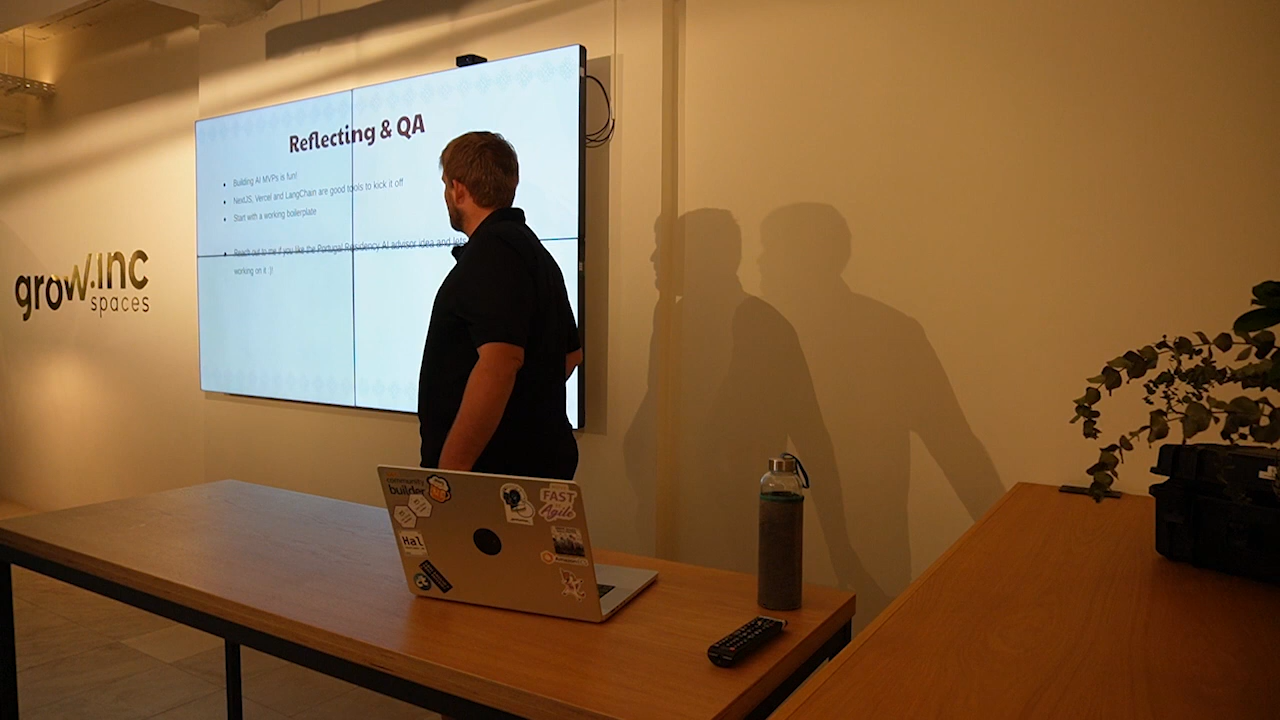 Reflecting & QA
Building AI MVPs is fun!
NextJS, Vercel and LangChain are good tools to kick it off
Start with a working boilerplate
Reach out to me if you like the Portugal Residency AI advisor idea and lets
working on it :)!
grow.inc
spaces
community
builder
FAST
Agile
Hal